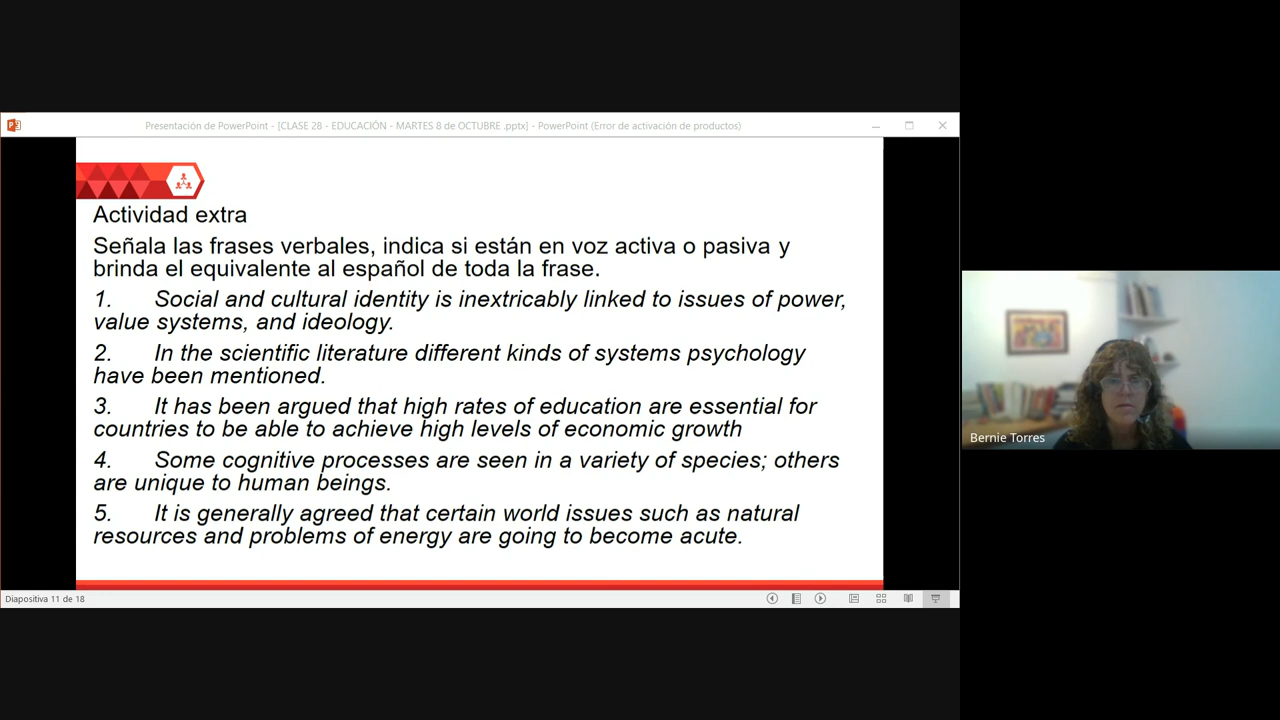 Presentación de PowerPoint - [CLASE 28 - EDUCACIÓN - MARTES 8 de OCTUBRE .pptx] - PowerPoint (Error de activación de productos)
Actividad extra
Señala las frases verbales, indica si están en voz activa o pasiva y
brinda el equivalente al español de toda la frase.
1. Social and cultural identity is inextricably linked to issues of power,
value systems, and ideology.
2. In the scientific literature different kinds of systems psychology
have been mentioned.
3. It has been argued that high rates of education are essential for
countries to be able to achieve high levels of economic growth
4. Some cognitive processes are seen in a variety of species; others
are unique to human beings.
5. It is generally agreed that certain world issues such as natural
resources and problems of energy are going to become acute.
Diapositiva 11 de 18
Bernie Torres